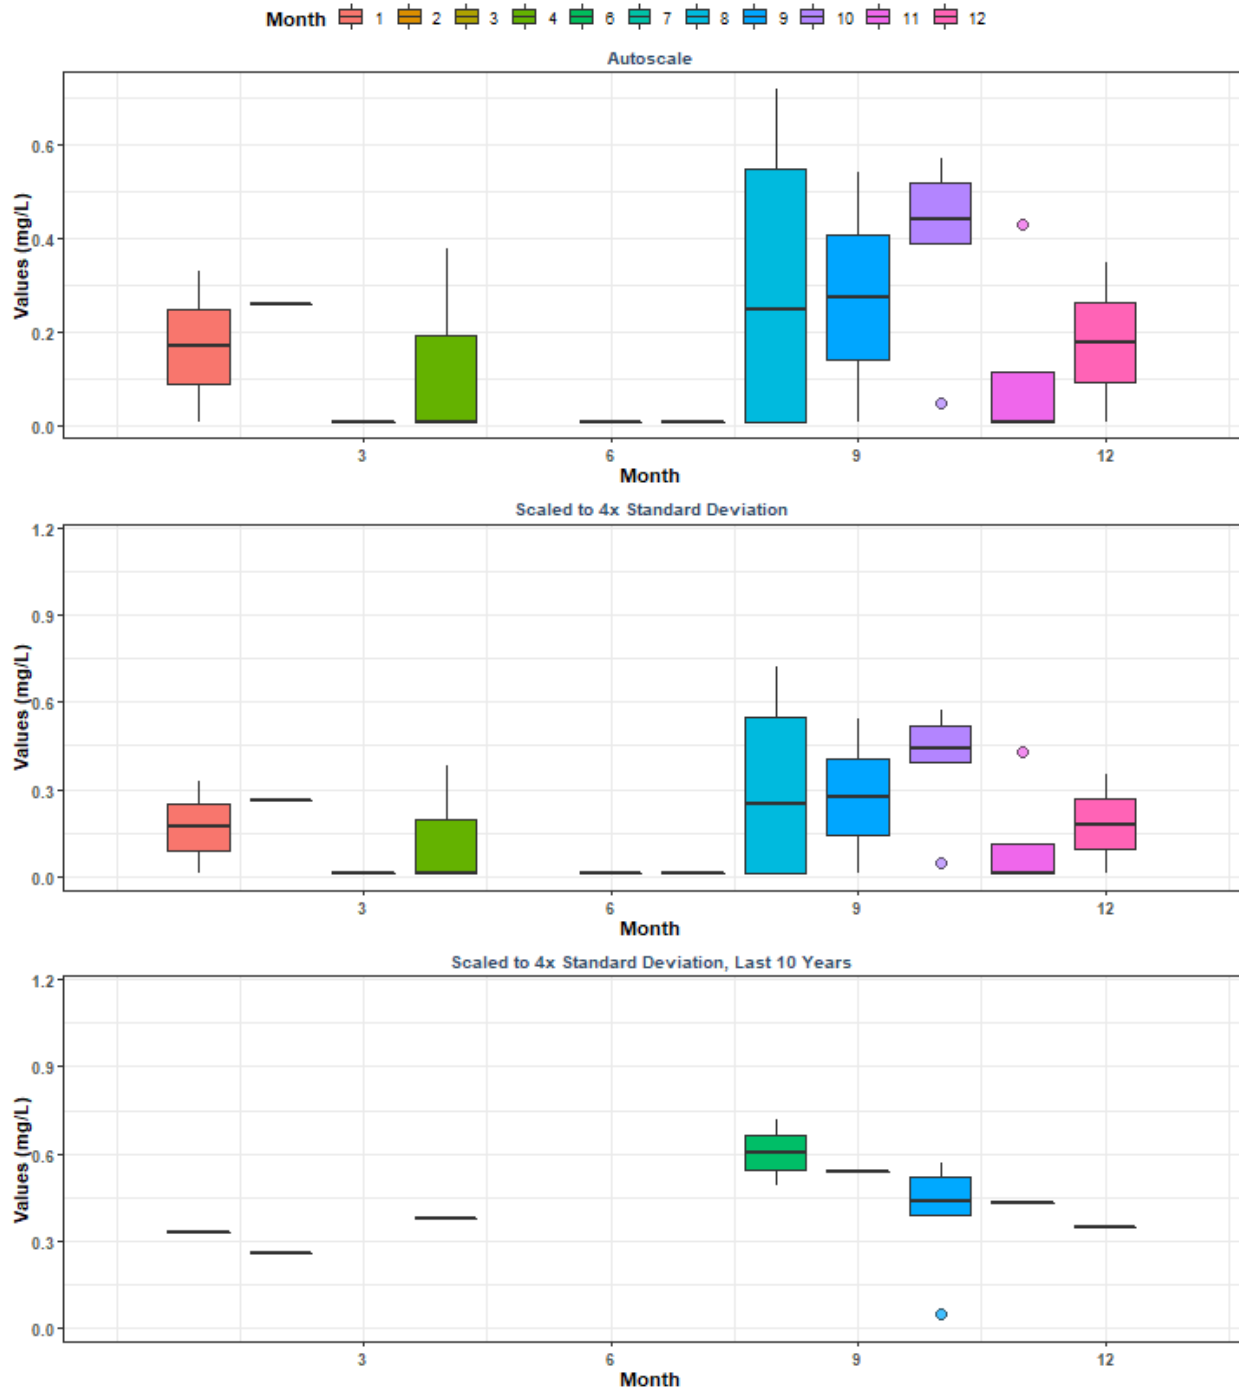 Month 1 2 3 4 6 7 8 9 10 11 12
Autoscale
Values (mg/L)
0.6
0.4
0.2
0.0
3 6 9 12
Month
Scaled to 4x Standard Deviation
Values (mg/L)
1.2
0.9
0.6
0.3
0.0
3 6 9 12
Month
Scaled to 4x Standard Deviation, Last 10 Years
Values (mg/L)
1.2
0.9
0.6
0.3
0.0
3 6 9 12
Month